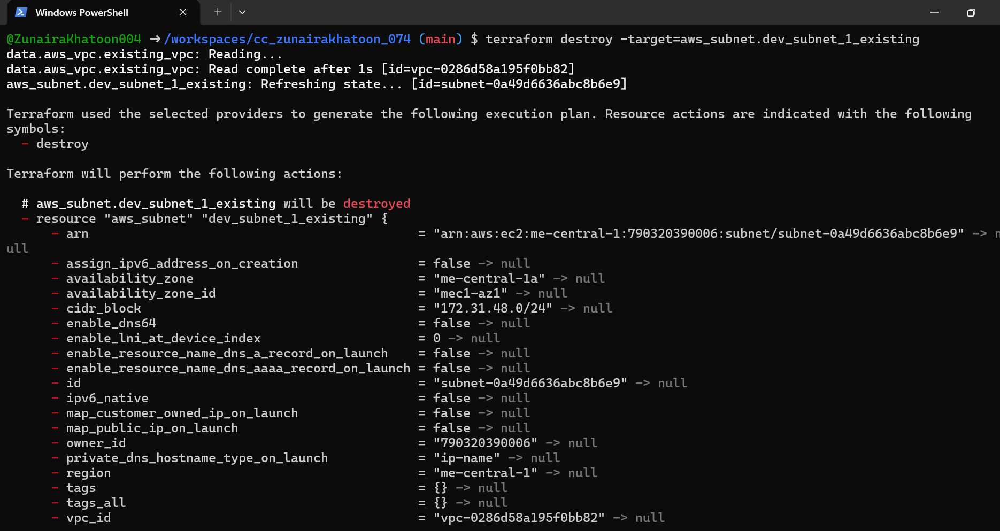 Windows PowerShell
@ZunairaKhatoon004 ➜ /workspaces/cc_zunairakhatoon_074 (main) $ terraform destroy -target=aws_subnet.dev_subnet_1_existing
data.aws_vpc.existing_vpc: Reading...
data.aws_vpc.existing_vpc: Read complete after 1s [id=vpc-0286d58a195f0bb82]
aws_subnet.dev_subnet_1_existing: Refreshing state... [id=subnet-0a49d6636abc8b6e9]
Terraform used the selected providers to generate the following execution plan. Resource actions are indicated with the following
symbols:
- destroy
Terraform will perform the following actions:
# aws_subnet.dev_subnet_1_existing will be destroyed
- resource "aws_subnet" "dev_subnet_1_existing" {
- arn = "arn:aws:ec2:me-central-1:790320390006:subnet/subnet-0a49d6636abc8b6e9" -> n
ull
- assign_ipv6_address_on_creation = false -> null
- availability_zone = "me-central-1a" -> null
- availability_zone_id = "mec1-az1" -> null
- cidr_block = "172.31.48.0/24" -> null
- enable_dns64 = false -> null
- enable_lni_at_device_index = 0 -> null
- enable_resource_name_dns_a_record_on_launch = false -> null
- enable_resource_name_dns_aaaa_record_on_launch = false -> null
- id = "subnet-0a49d6636abc8b6e9" -> null
- ipv6_native = false -> null
- map_customer_owned_ip_on_launch = false -> null
- map_public_ip_on_launch = false -> null
- owner_id = "790320390006" -> null
- private_dns_hostname_type_on_launch = "ip-name" -> null
- region = "me-central-1" -> null
- tags = {} -> null
- tags_all = {} -> null
- vpc_id = "vpc-0286d58a195f0bb82" -> null